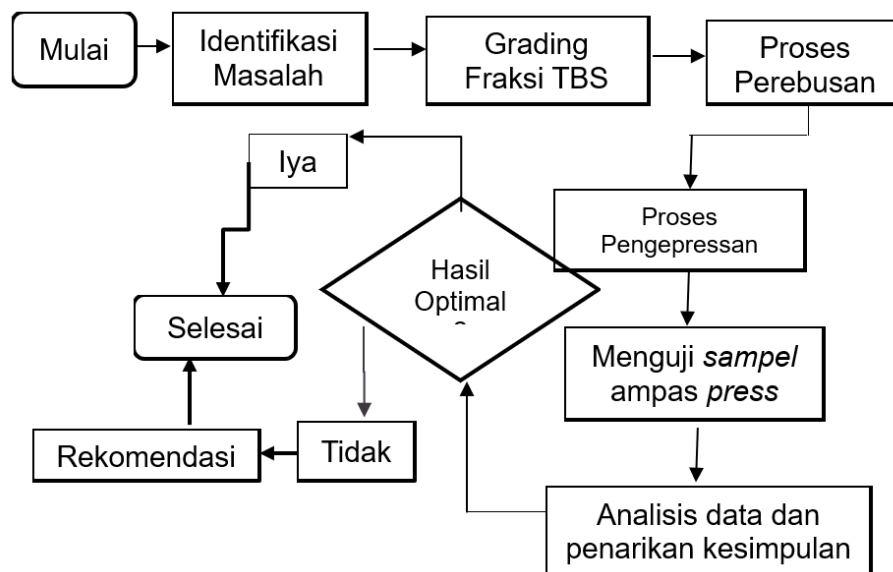 Mulai
Identifikasi
Masalah
Grading
Fraksi TBS
Proses
Perebusan
Proses
Pengepressan
Menguji sampel
ampas press
Analisis data dan
penarikan kesimpulan
Hasil
Optimal
Iya
Selesai
Tidak
Rekomendasi